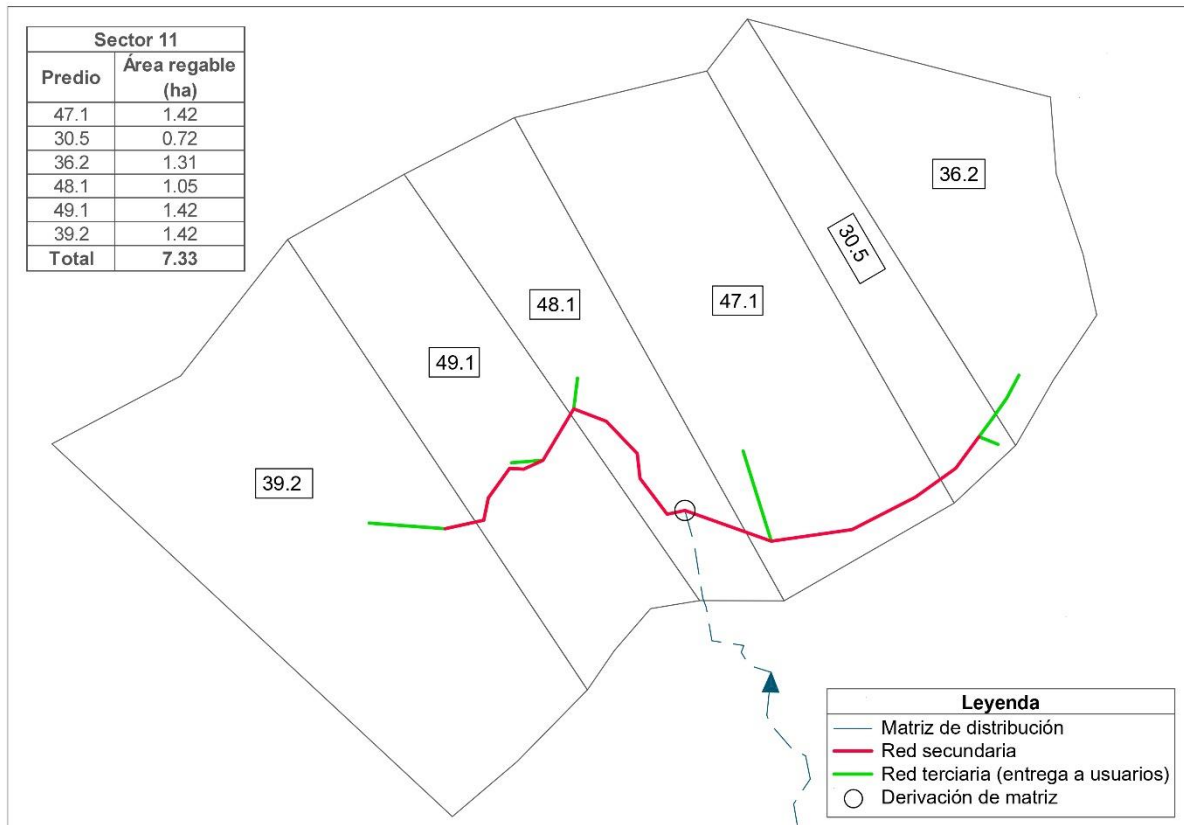 Sector 11
Predio Área regable (ha)
47.1 1.42
30.5 0.72
36.2 1.31
48.1 1.05
49.1 1.42
39.2 1.42
Total 7.33
36.2
30.5
47.1
48.1
49.1
39.2
Leyenda
Matriz de distribución
Red secundaria
Red terciaria (entrega a usuarios)
Derivación de matriz